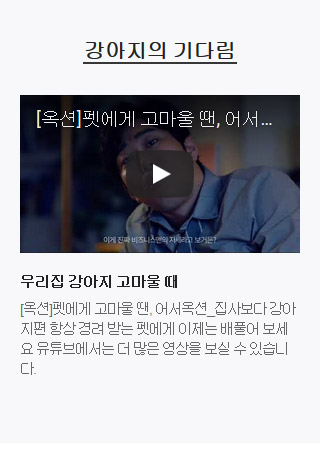 강아지의 기다림
[옥션]펫에게 고마울 땐, 어서...
이게 진짜 비즈니스맨의 자세라고 보거든?
우리집 강아지 고마울 때
[옥션]펫에게 고마울 땐, 어서옥션_집사보다 강아
지편 항상 경려 받는 펫에게 이제는 배풀어 보세
요 유튜브에서는 더 많은 영상을 보실 수 있습니
다.